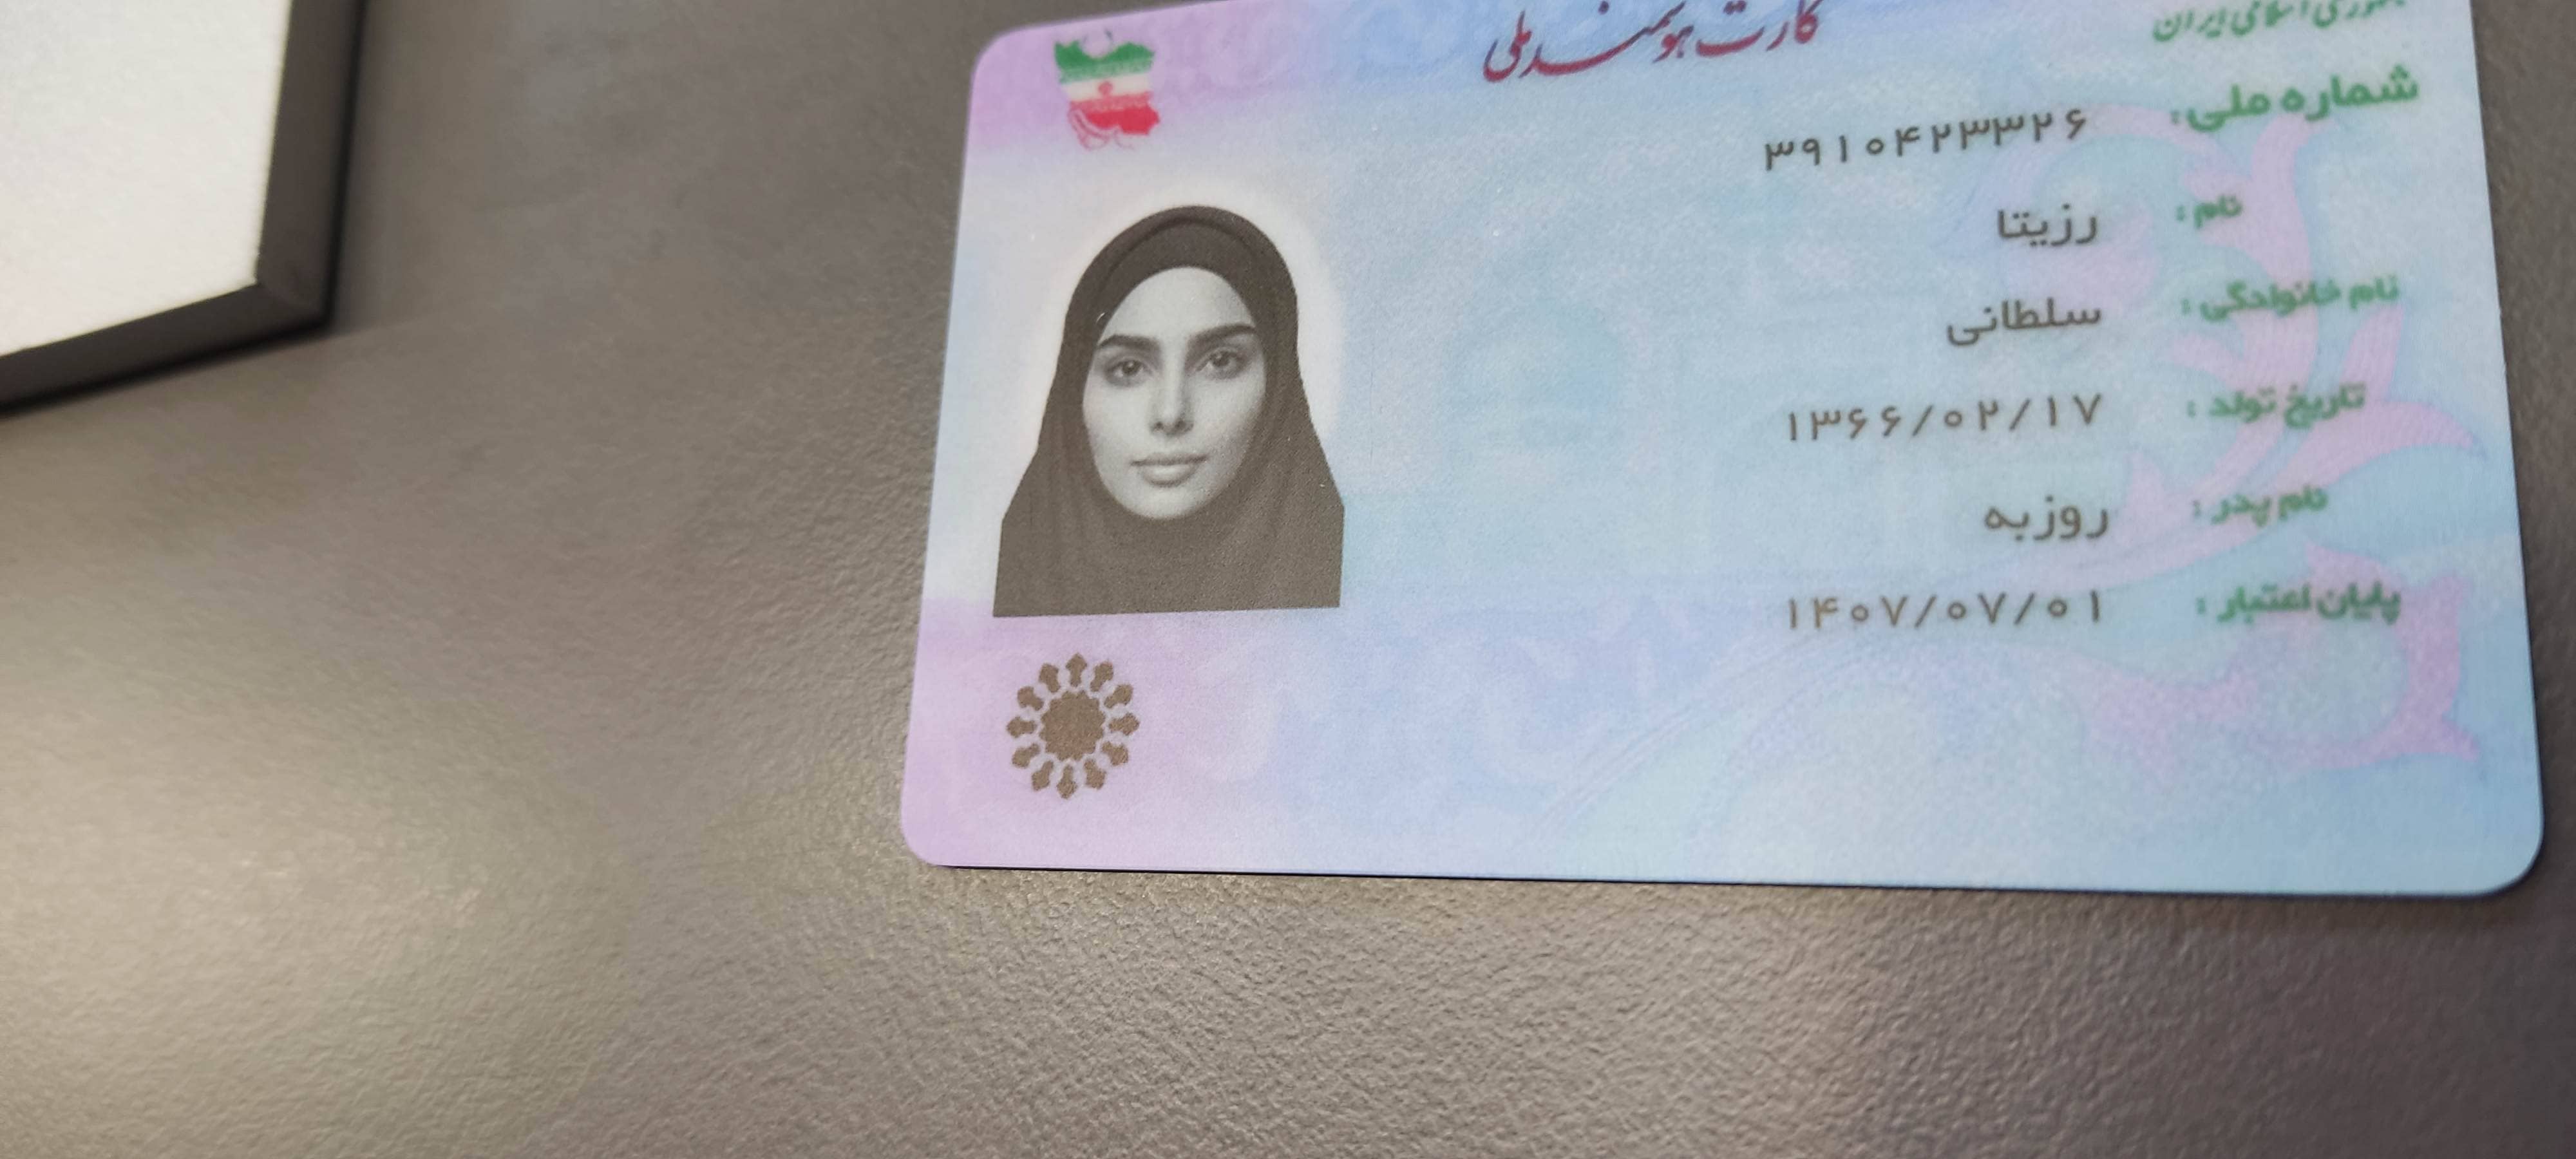 جمهوری اسلامی ایران
کارت هوشمند ملی
شماره ملی: ۳۹۱۰۴۲۳۳۲۶
نام: رزیتا
نام خانوادگی: سلطانی
تاریخ تولد: ۱۳۶۶/۰۲/۱۷
نام پدر: روزبه
پایان اعتبار: ۱۴۰۷/۰۷/۰۱